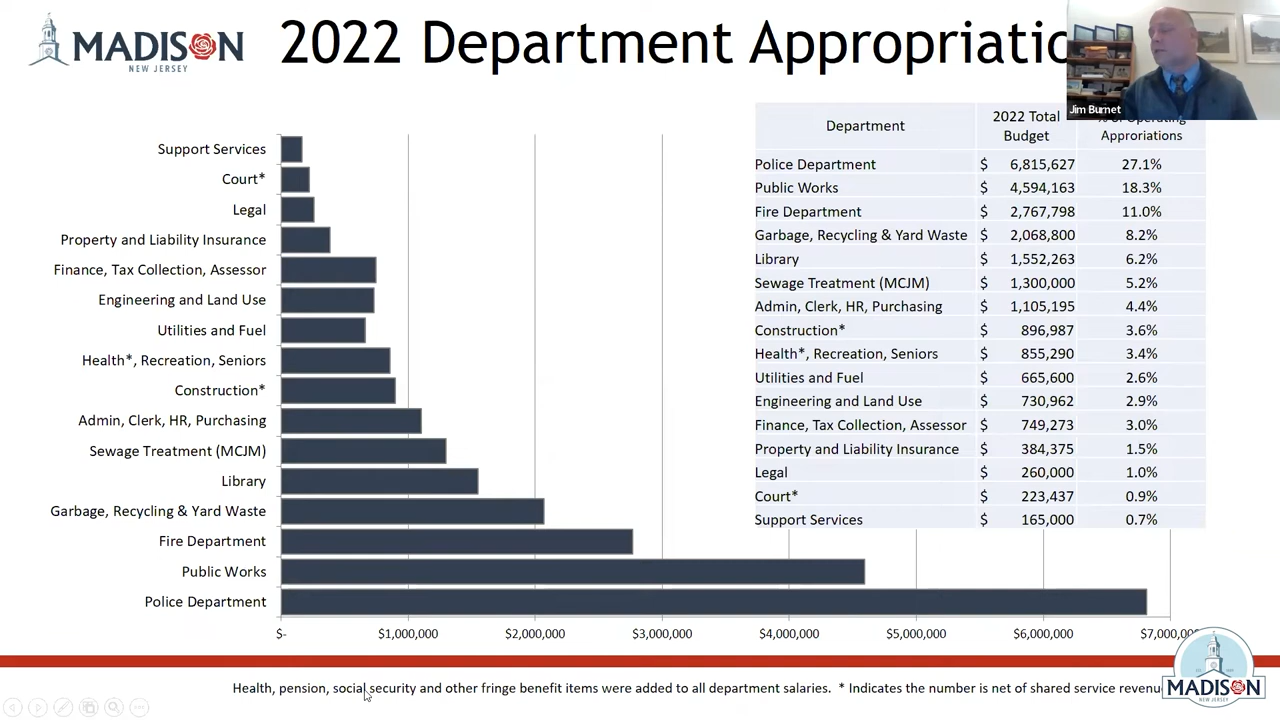 MADISON
NEW JERSEY
2022 Department Appropriatio
Jim Burnet
Support Services
Court*
Legal
Property and Liability Insurance
Finance, Tax Collection, Assessor
Engineering and Land Use
Utilities and Fuel
Health*, Recreation, Seniors
Construction*
Admin, Clerk, HR, Purchasing
Sewage Treatment (MCJM)
Library
Garbage, Recycling & Yard Waste
Fire Department
Public Works
Police Department
$- $1,000,000 $2,000,000 $3,000,000 $4,000,000 $5,000,000 $6,000,000 $7,000,
Department 2022 Total Budget % of Operating Approriations
Police Department $ 6,815,627 27.1%
Public Works $ 4,594,163 18.3%
Fire Department $ 2,767,798 11.0%
Garbage, Recycling & Yard Waste $ 2,068,800 8.2%
Library $ 1,552,263 6.2%
Sewage Treatment (MCJM) $ 1,300,000 5.2%
Admin, Clerk, HR, Purchasing $ 1,105,195 4.4%
Construction* $ 896,987 3.6%
Health*, Recreation, Seniors $ 855,290 3.4%
Utilities and Fuel $ 665,600 2.6%
Engineering and Land Use $ 730,962 2.9%
Finance, Tax Collection, Assessor $ 749,273 3.0%
Property and Liability Insurance $ 384,375 1.5%
Legal $ 260,000 1.0%
Court* $ 223,437 0.9%
Support Services $ 165,000 0.7%
Health, pension, social security and other fringe benefit items were added to all department salaries. * Indicates the number is net of shared service revenu
MADISON
NEW JERSEY